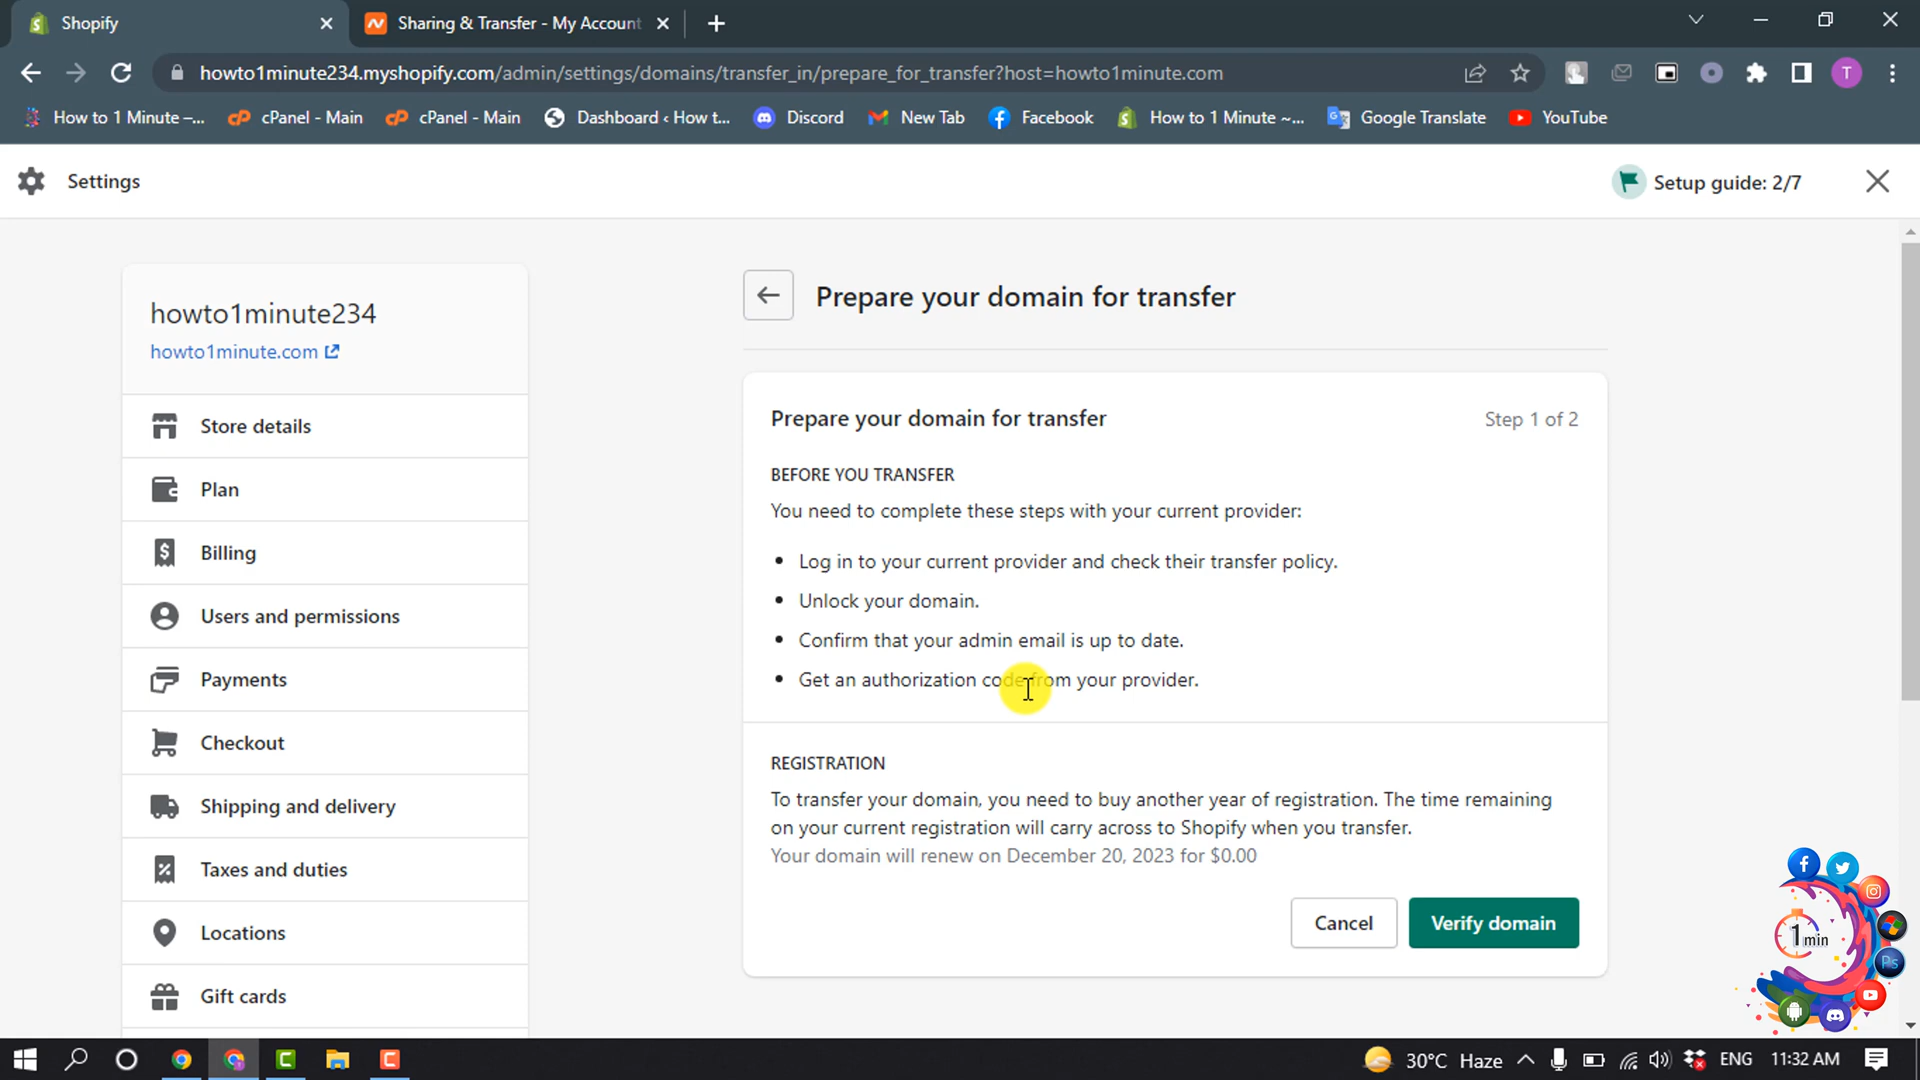 Shopify
Sharing & Transfer - My Account
howto1minute234.myshopify.com/admin/settings/domains/transfer_in/prepare_for_transfer?host=howto1minute.com
T
How to 1 Minute –...
cPanel - Main
cPanel - Main
Dashboard ‹ How t...
Discord
New Tab
Facebook
How to 1 Minute ~...
Google Translate
YouTube
Settings
Setup guide: 2/7
howto1minute234
howto1minute.com
Store details
Plan
Billing
Users and permissions
Payments
Checkout
Shipping and delivery
Taxes and duties
Locations
Gift cards
Prepare your domain for transfer
Prepare your domain for transfer
Step 1 of 2
BEFORE YOU TRANSFER
You need to complete these steps with your current provider:
• Log in to your current provider and check their transfer policy.
• Unlock your domain.
• Confirm that your admin email is up to date.
• Get an authorization code from your provider.
REGISTRATION
To transfer your domain, you need to buy another year of registration. The time remaining
on your current registration will carry across to Shopify when you transfer.
Your domain will renew on December 20, 2023 for $0.00
Cancel
Verify domain
1 min
Ps
30°C Haze
ENG
11:32 AM